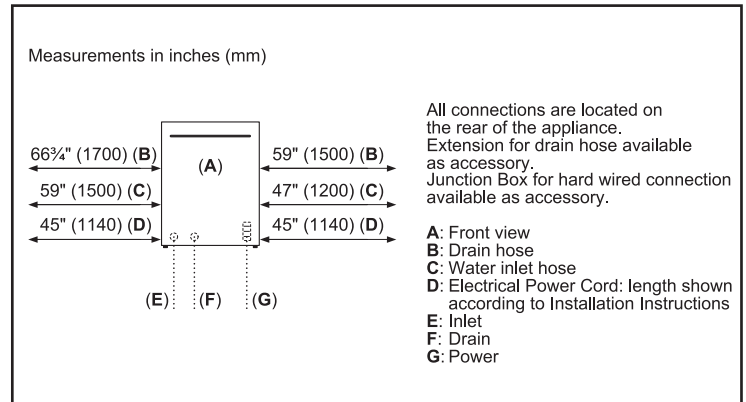 Measurements in inches (mm)
66¾" (1700) (B)
59" (1500) (C)
45" (1140) (D)
(A)
59" (1500) (B)
47" (1200) (C)
45" (1140) (D)
(E)
(F)
(G)
All connections are located on
the rear of the appliance.
Extension for drain hose available
as accessory.
Junction Box for hard wired connection
available as accessory.
A: Front view
B: Drain hose
C: Water inlet hose
D: Electrical Power Cord: length shown
according to Installation Instructions
E: Inlet
F: Drain
G: Power